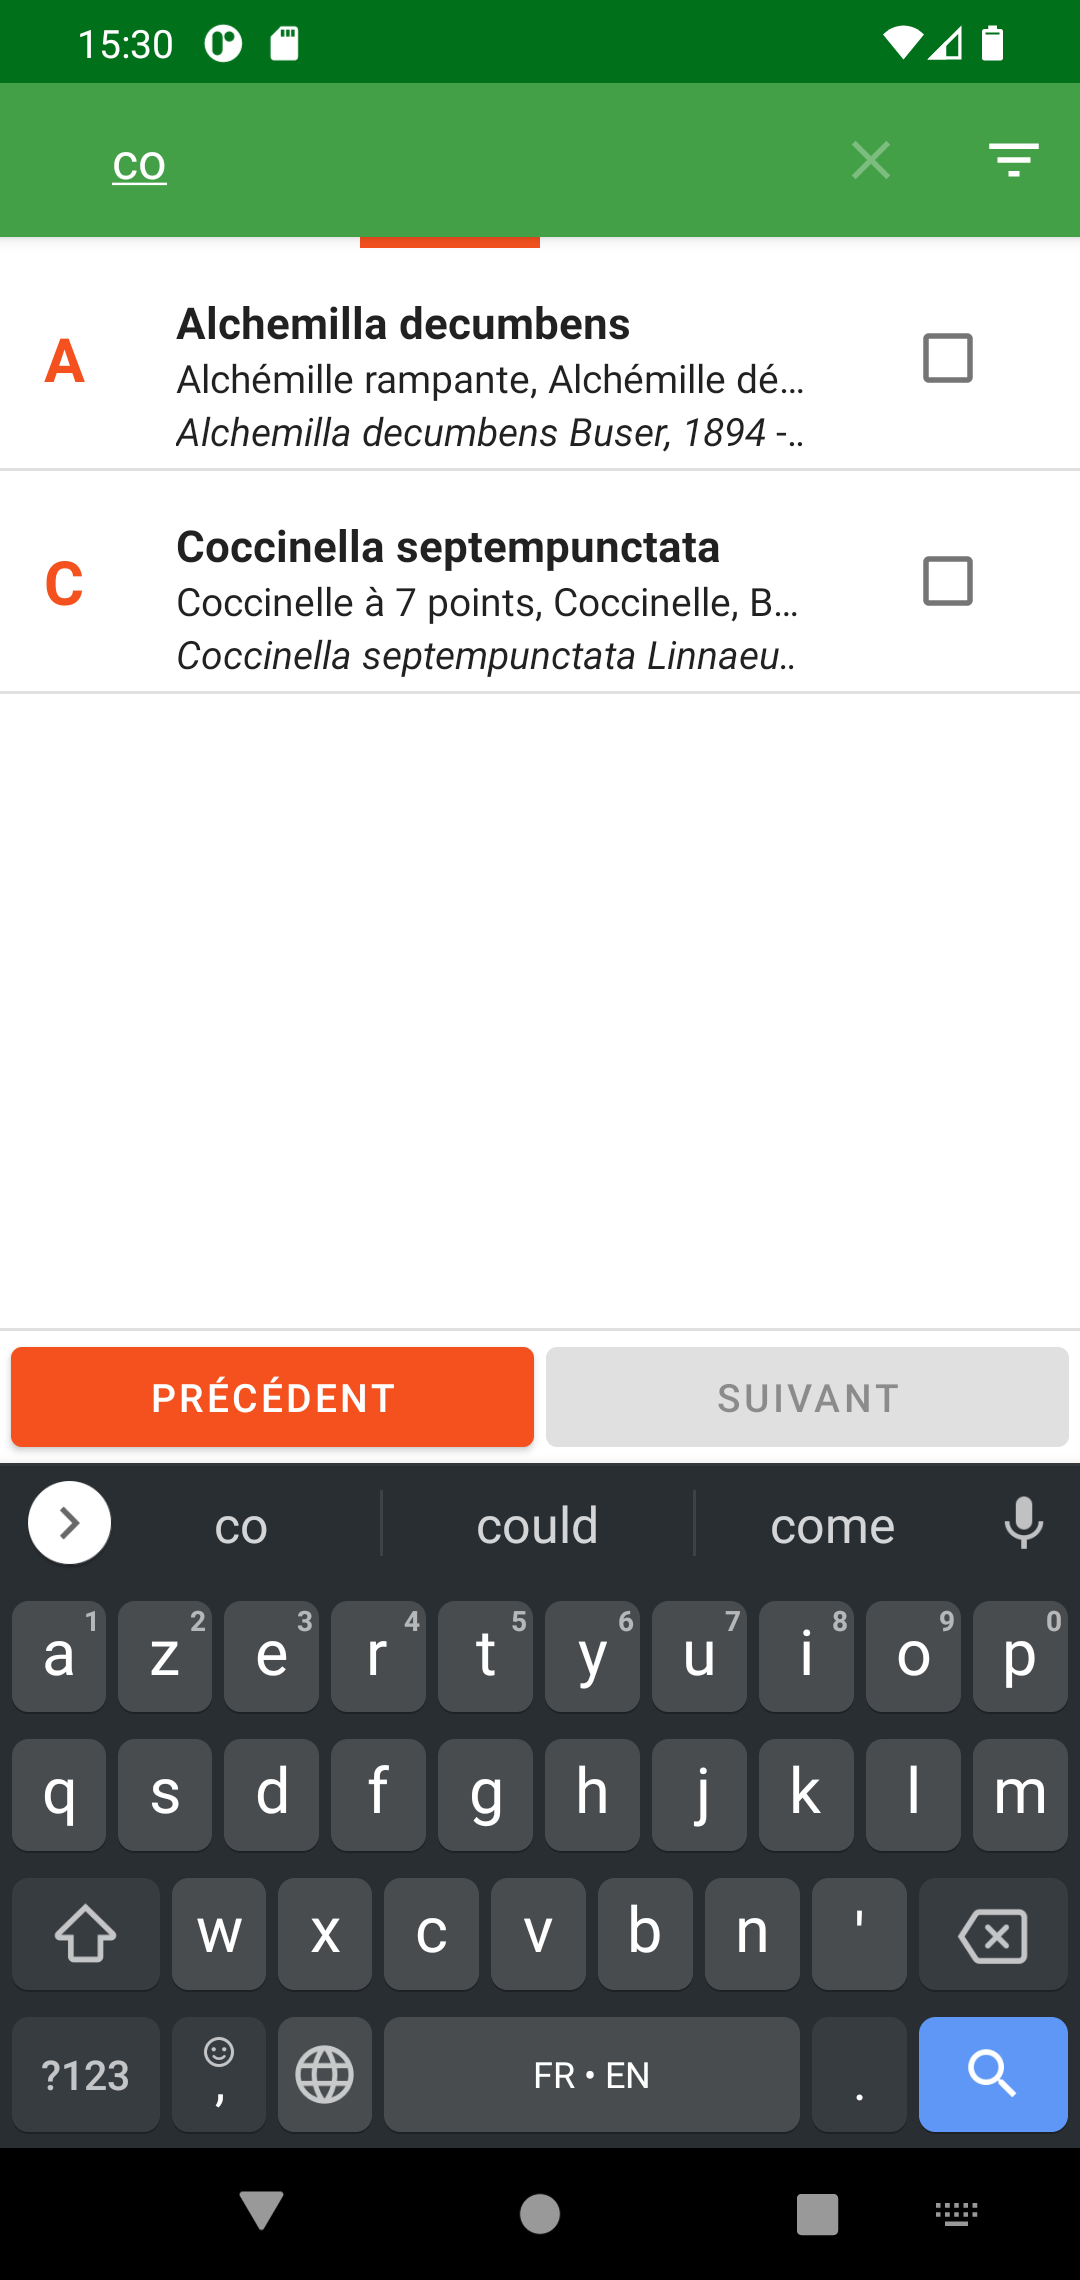 15:30
co
A
Alchemilla decumbens
Alchémille rampante, Alchémille dé...
Alchemilla decumbens Buser, 1894 -..
C
Coccinella septempunctata
Coccinelle à 7 points, Coccinelle, B...
Coccinella septempunctata Linnaeu..
PRÉCÉDENT SUIVANT
co could come
1 2 3 4 5 6 7 8 9 0
a z e r t y u i o p
q s d f g h j k l m
w x c v b n '
?123 , FR • EN .